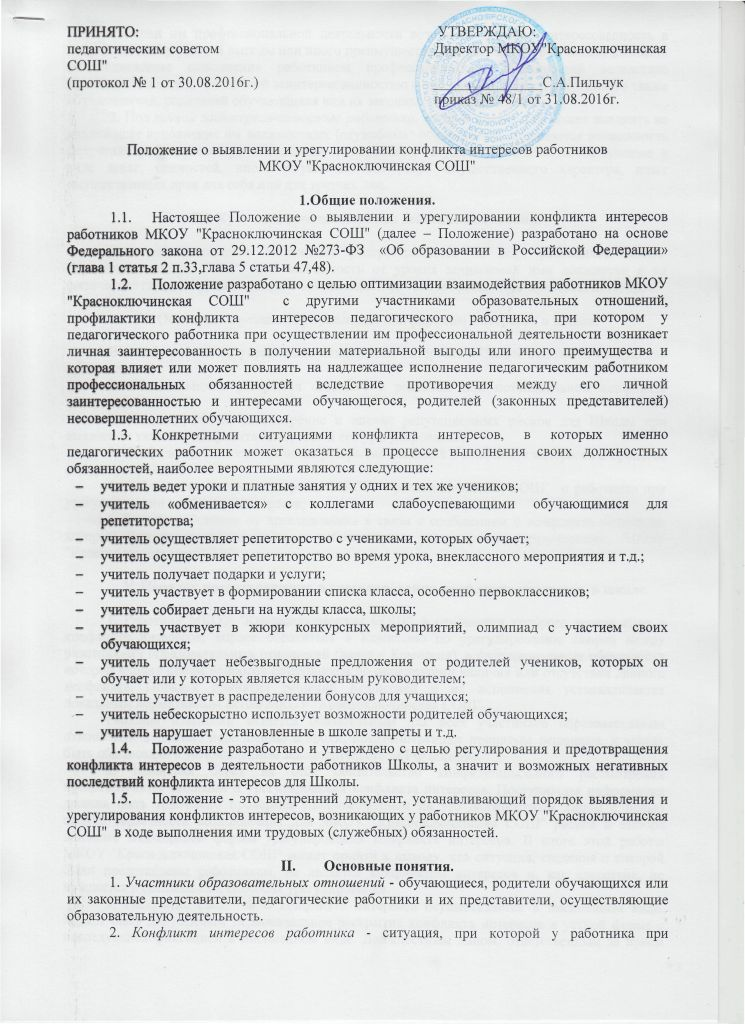 ПРИНЯТО: УТВЕРЖДАЮ:
педагогическим советом Директор МКОУ "Красноключинская
СОШ"
(протокол № 1 от 30.08.2016г.) _______________С.А.Пильчук
приказ № 48/1 от 31.08.2016г.
Положение о выявлении и урегулировании конфликта интересов работников
МКОУ "Красноключинская СОШ"
1.Общие положения.
1.1. Настоящее Положение о выявлении и урегулировании конфликта интересов
работников МКОУ "Красноключинская СОШ" (далее – Положение) разработано на основе
Федерального закона от 29.12.2012 №273-ФЗ «Об образовании в Российской Федерации»
(глава 1 статья 2 п.33,глава 5 статьи 47,48).
1.2. Положение разработано с целью оптимизации взаимодействия работников МКОУ
"Красноключинская СОШ" с другими участниками образовательных отношений,
профилактики конфликта интересов педагогического работника, при котором у
педагогического работника при осуществлении им профессиональной деятельности возникает
личная заинтересованность в получении материальной выгоды или иного преимущества и
которая влияет или может повлиять на надлежащее исполнение педагогическим работником
профессиональных обязанностей вследствие противоречия между его личной
заинтересованностью и интересами обучающегося, родителей (законных представителей)
несовершеннолетних обучающихся.
1.3. Конкретными ситуациями конфликта интересов, в которых именно
педагогических работник может оказаться в процессе выполнения своих должностных
обязанностей, наиболее вероятными являются следующие:
– учитель ведет уроки и платные занятия у одних и тех же учеников;
– учитель «обменивается» с коллегами слабоуспевающими обучающимися для
репетиторства;
– учитель осуществляет репетиторство с учениками, которых обучает;
– учитель осуществляет репетиторство во время урока, внеклассного мероприятия и т.д.;
– учитель получает подарки и услуги;
– учитель участвует в формировании списка класса, особенно первоклассников;
– учитель собирает деньги на нужды класса, школы;
– учитель участвует в жюри конкурсных мероприятий, олимпиад с участием своих
обучающихся;
– учитель получает небезвыгодные предложения от родителей учеников, которых он
обучает или у которых является классным руководителем;
– учитель участвует в распределении бонусов для учащихся;
– учитель небескорыстно использует возможности родителей обучающихся;
– учитель нарушает установленные в школе запреты и т.д.
1.4. Положение разработано и утверждено с целью регулирования и предотвращения
конфликта интересов в деятельности работников Школы, а значит и возможных негативных
последствий конфликта интересов для Школы.
1.5. Положение - это внутренний документ, устанавливающий порядок выявления и
урегулирования конфликтов интересов, возникающих у работников МКОУ "Красноключинская
СОШ" в ходе выполнения ими трудовых (служебных) обязанностей.
II. Основные понятия.
1. Участники образовательных отношений - обучающиеся, родители обучающихся или
их законные представители, педагогические работники и их представители, осуществляющие
образовательную деятельность.
2. Конфликт интересов работника - ситуация, при которой у работника при